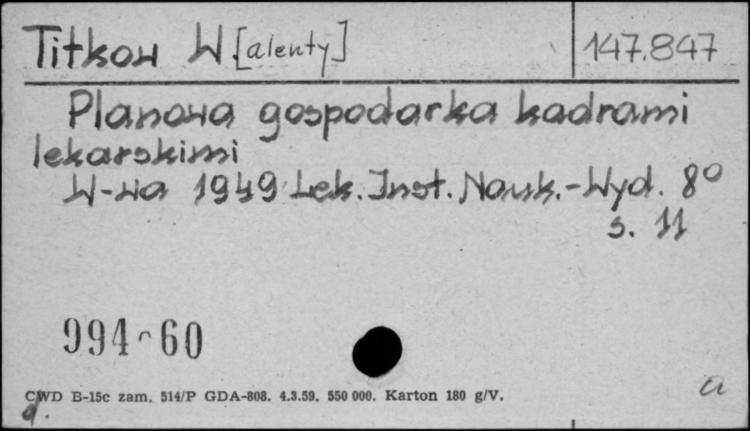 Titkow W[alenty]
147.847
Planowa gospodarka kadrami
lekarskimi
W-wa 1949 Lek. Inst. Nauk.-Wyd. 8°
s. 11
994-60
a
CWD B-15c zam. 514/P GDA-808. 4.3.59. 550 000. Karton 180 g/V.
d.